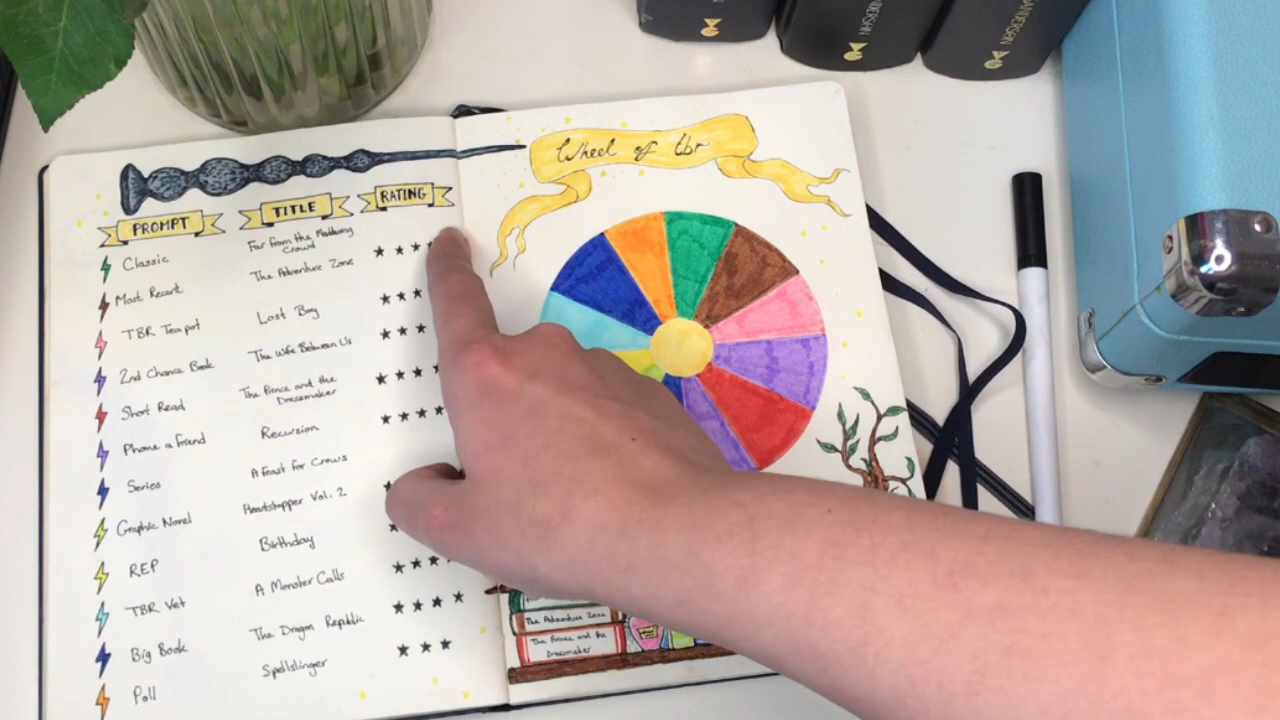 Wheel of tbr
PROMPT TITLE RATING
Classic
Far from the Madding
Crowd
Most Recent
The Adventure Zone
TBR Teapot
Lost Boy
2nd Chance Book
The Wife Between Us
Short Read
The Prince and the
Dressmaker
Phone a friend
Recursion
Series
A Feast for Crows
Graphic Novel
Heartstopper Vol. 2
REP
Birthday
TBR Vet
A Monster Calls
Big Book
The Dragon Republic
Poll
Spellslinger
The Adventure Zone
The Prince and the
Dressmaker